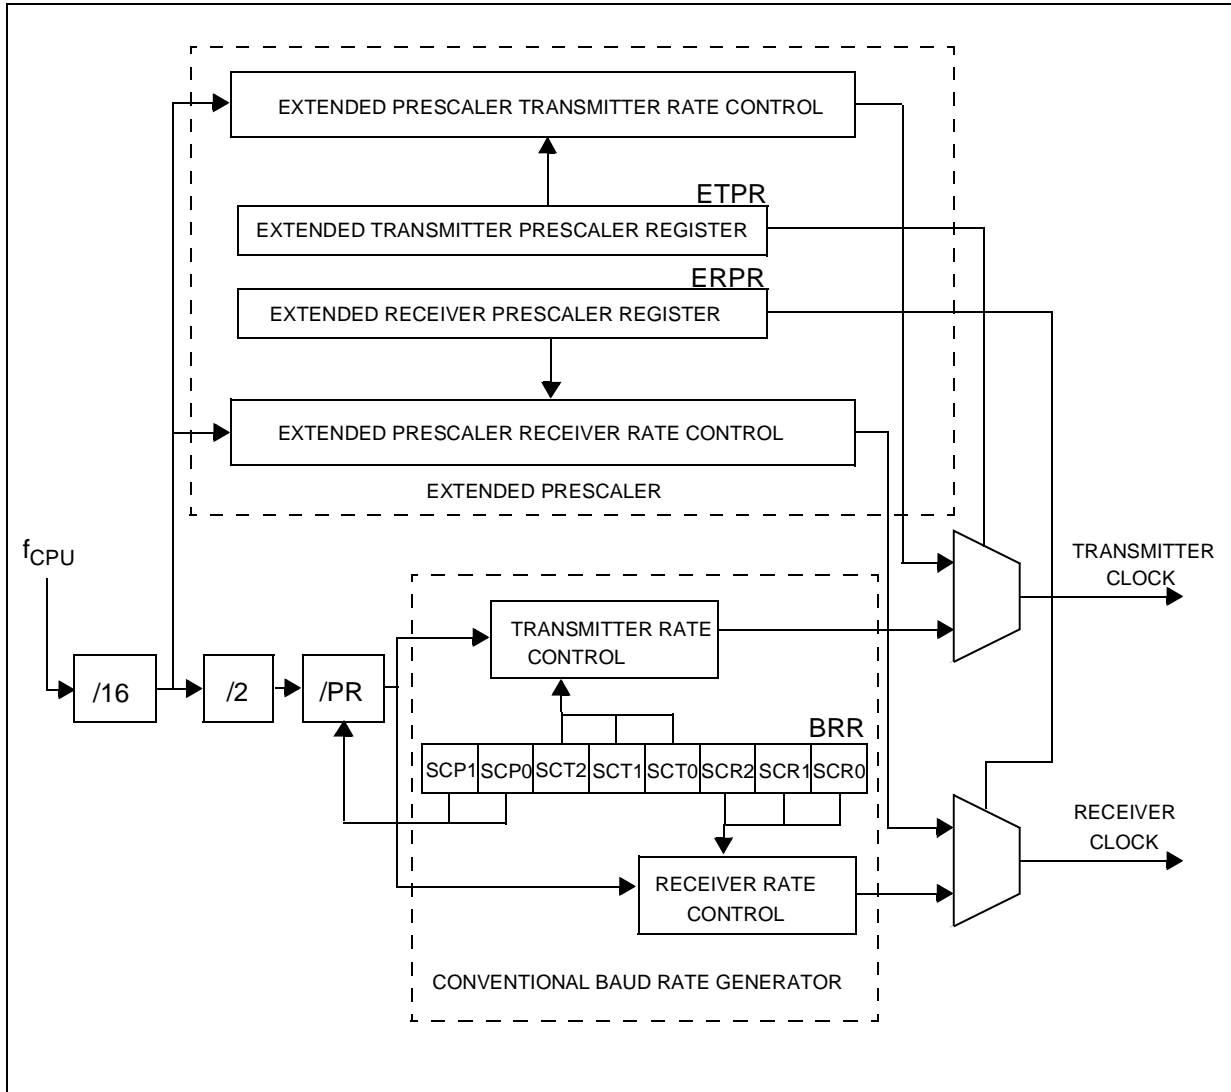 EXTENDED PRESCALER TRANSMITTER RATE CONTROL
ETPR
EXTENDED TRANSMITTER PRESCALER REGISTER
ERPR
EXTENDED RECEIVER PRESCALER REGISTER
EXTENDED PRESCALER RECEIVER RATE CONTROL
EXTENDED PRESCALER
fCPU
TRANSMITTER
CLOCK
TRANSMITTER RATE
CONTROL
/16
/2
/PR
BRR
SCP1 SCP0 SCT2 SCT1 SCT0 SCR2 SCR1 SCR0
RECEIVER
CLOCK
RECEIVER RATE
CONTROL
CONVENTIONAL BAUD RATE GENERATOR